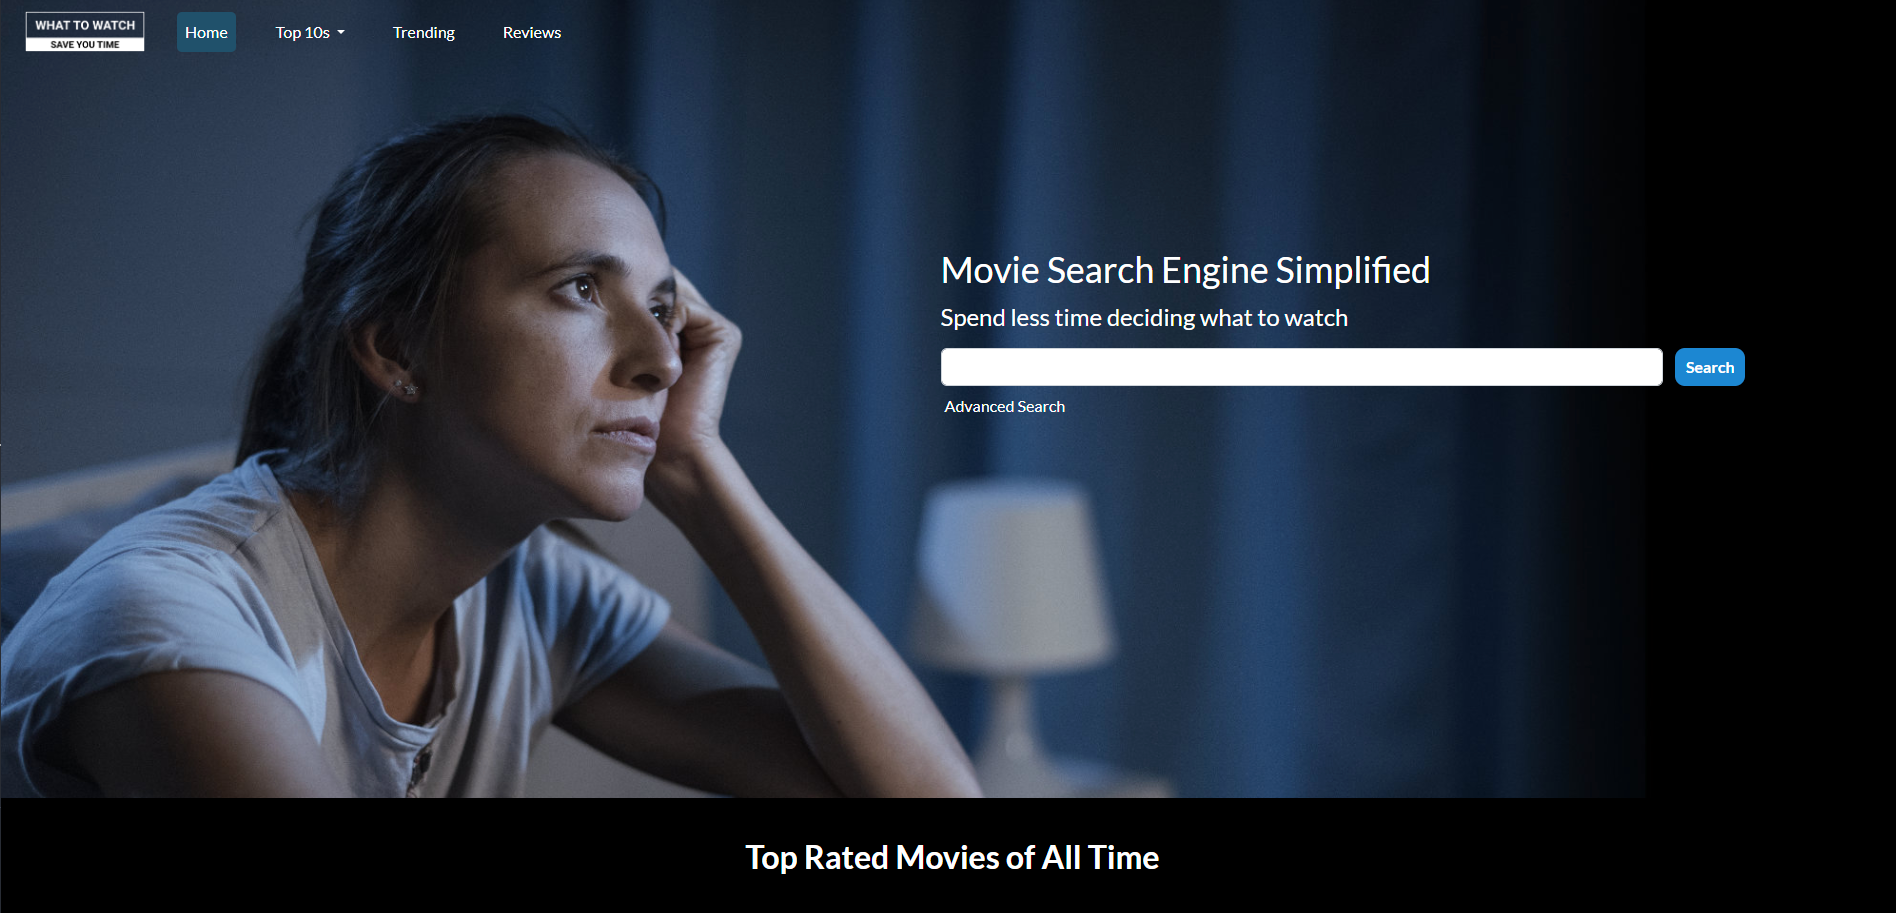 WHAT TO WATCH
SAVE YOU TIME
Home
Top 10s
Trending
Reviews
Movie Search Engine Simplified
Spend less time deciding what to watch
Search
Advanced Search
Top Rated Movies of All Time